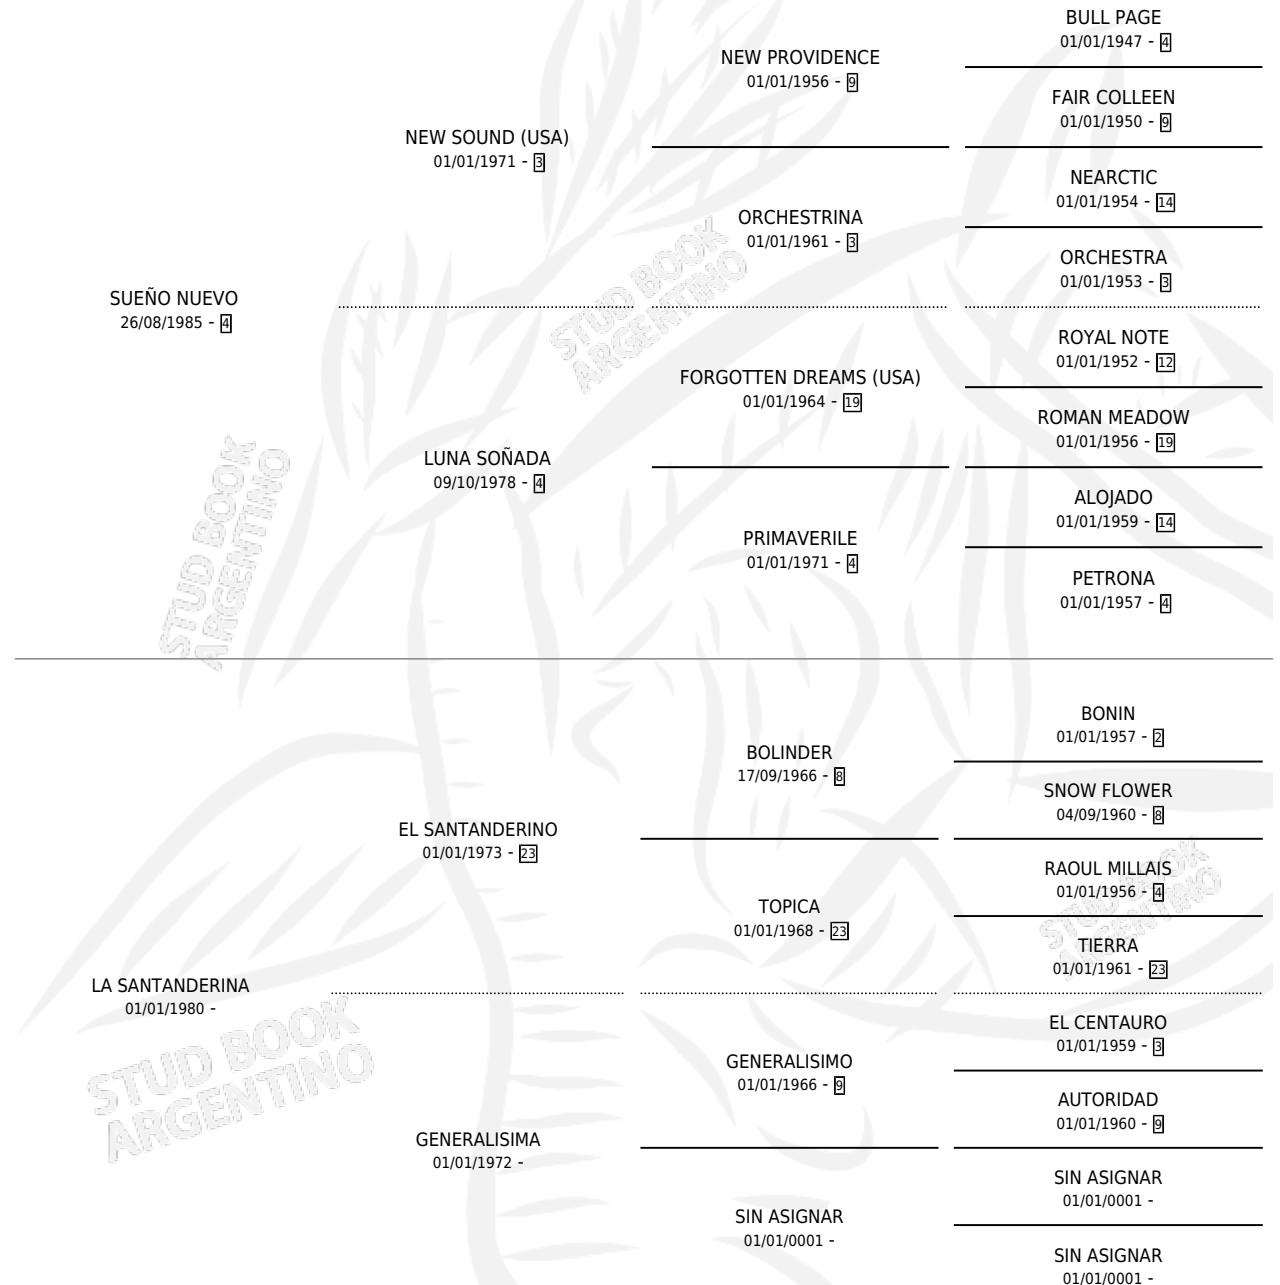 BULL PAGE
01/01/1947 - 4
NEW PROVIDENCE
01/01/1956 - 9
FAIR COLLEEN
01/01/1950 - 9
NEW SOUND (USA)
01/01/1971 - 3
NEARCTIC
01/01/1954 - 14
ORCHESTRINA
01/01/1961 - 3
ORCHESTRA
01/01/1953 - 3
SUEÑO NUEVO
26/08/1985 - 4
ROYAL NOTE
01/01/1952 - 12
FORGOTTEN DREAMS (USA)
01/01/1964 - 19
ROMAN MEADOW
01/01/1956 - 19
LUNA SOÑADA
09/10/1978 - 4
ALOJADO
01/01/1959 - 14
PRIMAVERILE
01/01/1971 - 4
PETRONA
01/01/1957 - 4
STUD BOOK
ARGENTINO
STUD BOOK
ARGENTINO
BONIN
01/01/1957 - 2
BOLINDER
17/09/1966 - 8
SNOW FLOWER
04/09/1960 - 8
EL SANTANDERINO
01/01/1973 - 23
RAOUL MILLAIS
01/01/1956 - 4
TOPICA
01/01/1968 - 23
TIERRA
01/01/1961 - 23
LA SANTANDERINA
01/01/1980 -
EL CENTAURO
01/01/1959 - 3
GENERALISIMO
01/01/1966 - 9
AUTORIDAD
01/01/1960 - 9
GENERALISIMA
01/01/1972 -
SIN ASIGNAR
01/01/0001 -
SIN ASIGNAR
01/01/0001 -
SIN ASIGNAR
01/01/0001 -
STUD BOOK
ARGENTINO
STUD BOOK
ARGENTINO